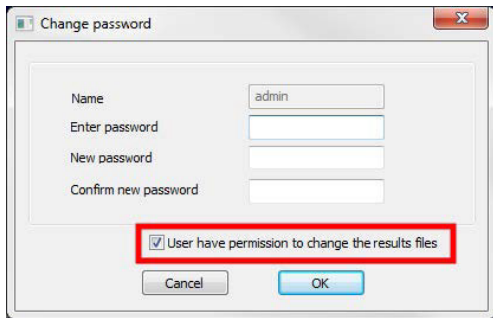 Change password
Name admin
Enter password
New password
Confirm new password
User have permission to change the results files
Cancel OK